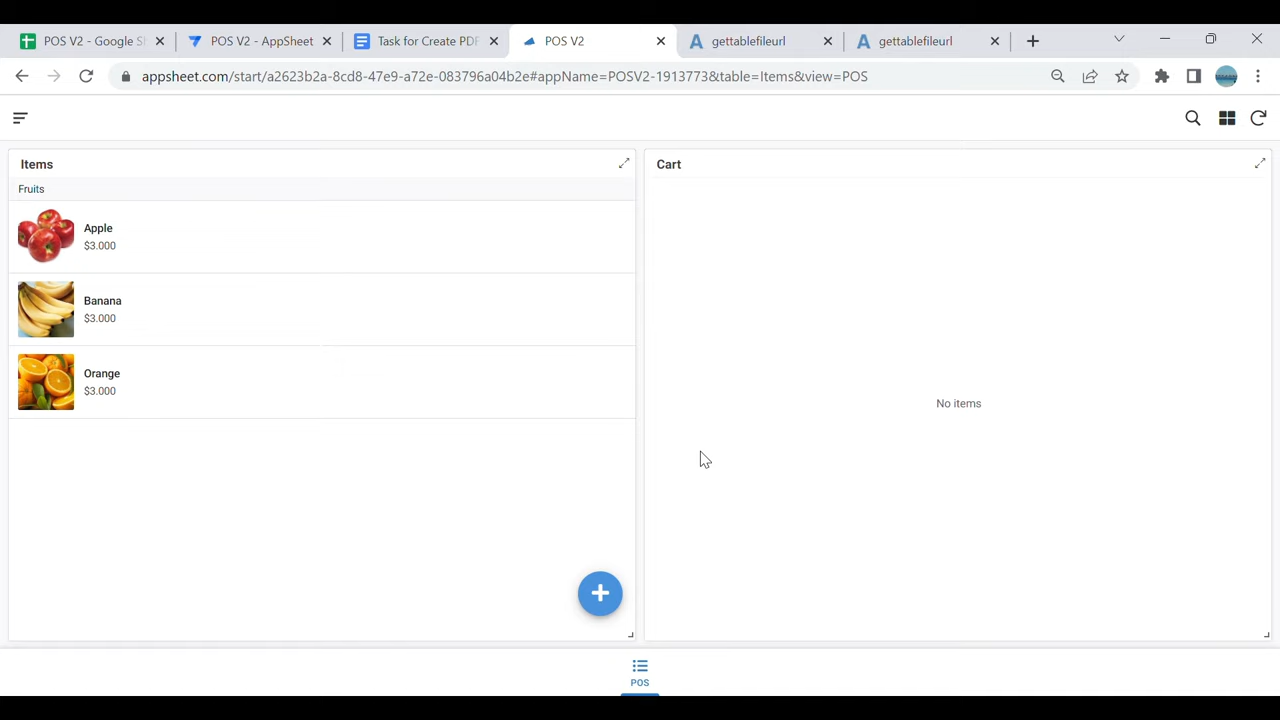 POS V2 - Google S
POS V2 - AppSheet
Task for Create PDF
POS V2
gettablefileurl
gettablefileurl
appsheet.com/start/a2623b2a-8cd8-47e9-a72e-083796a04b2e#appName=POSV2-1913773&table=Items&view=POS
Items
Fruits
Apple
$3.000
Banana
$3.000
Orange
$3.000
Cart
No items
POS